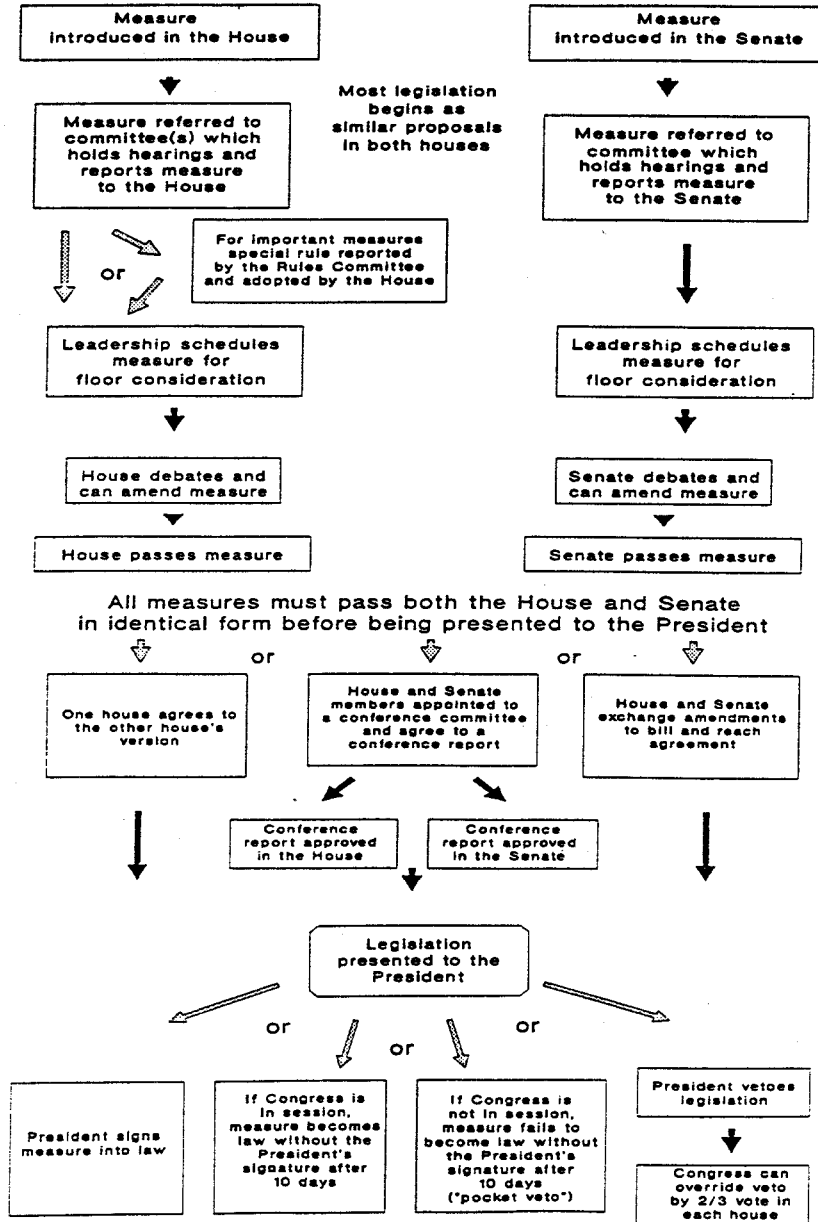 Measure
introduced in the House
Measure
introduced in the Senate
Most legislation
begins as
similar proposals
in both houses
Measure referred to
committee(s) which
holds hearings and
reports measure
to the House
Measure referred to
committee which
holds hearings and
reports measure
to the Senate
or
For important measures
special rule reported
by the Rules Committee
and adopted by the House
Leadership schedules
measure for
floor consideration
Leadership schedules
measure for
floor consideration
House debates and
can amend measure
Senate debates and
can amend measure
House passes measure
Senate passes measure
All measures must pass both the House and Senate
in identical form before being presented to the President
or
or
One house agrees to
the other house's
version
House and Senate
members appointed to
a conference committee
and agree to a
conference report
House and Senate
exchange amendments
to bill and reach
agreement
Conference
report approved
in the House
Conference
report approved
in the Senate
Legislation
presented to the
President
or
or
or
President signs
measure into law
If Congress is
in session,
measure becomes
law without the
President's
signature after
10 days
If Congress is
not in session,
measure fails to
become law without
the President's
signature after
10 days
("pocket veto")
President vetoes
legislation
Congress can
override veto
by 2/3 vote in
each house